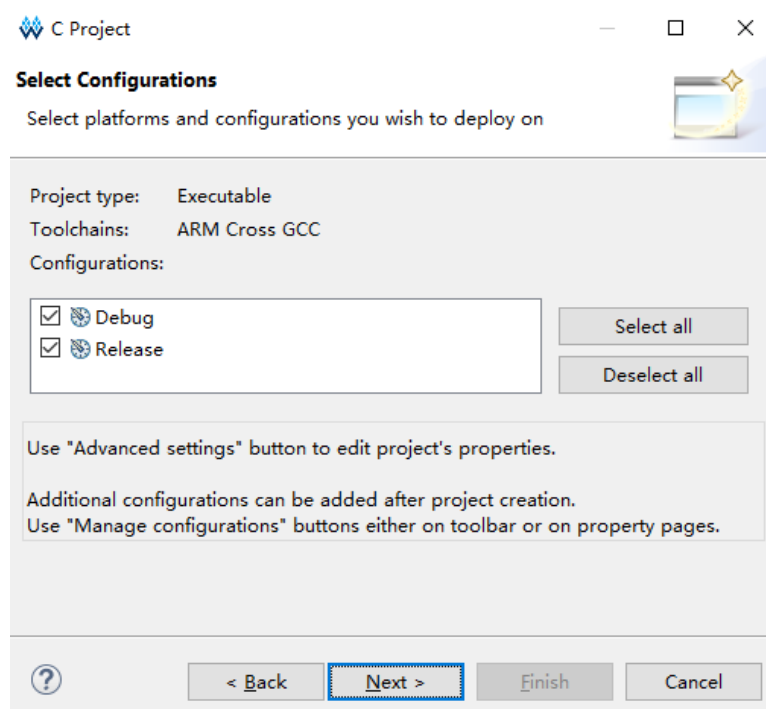 C Project
Select Configurations
Select platforms and configurations you wish to deploy on
Project type: Executable
Toolchains: ARM Cross GCC
Configurations:
Debug
Release
Select all
Deselect all
Use "Advanced settings" button to edit project's properties.
Additional configurations can be added after project creation.
Use "Manage configurations" buttons either on toolbar or on property pages.
< Back
Next >
Finish
Cancel